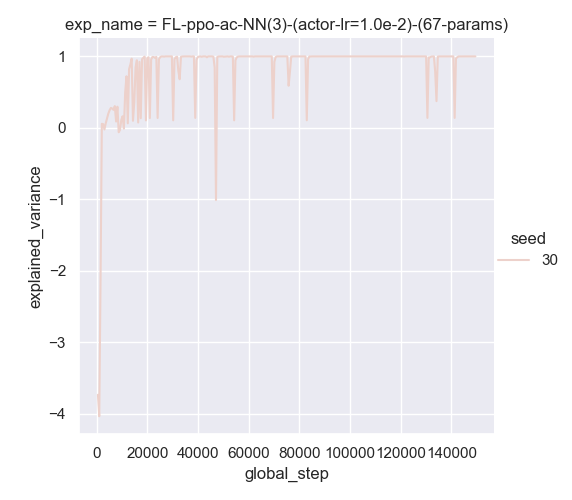 exp_name = FL-ppo-ac-NN(3)-(actor-lr=1.0e-2)-(67-params)
1
0
−1
−2
−3
−4
explained_variance
0 20000 40000 60000 80000 100000 120000 140000
global_step
seed
30